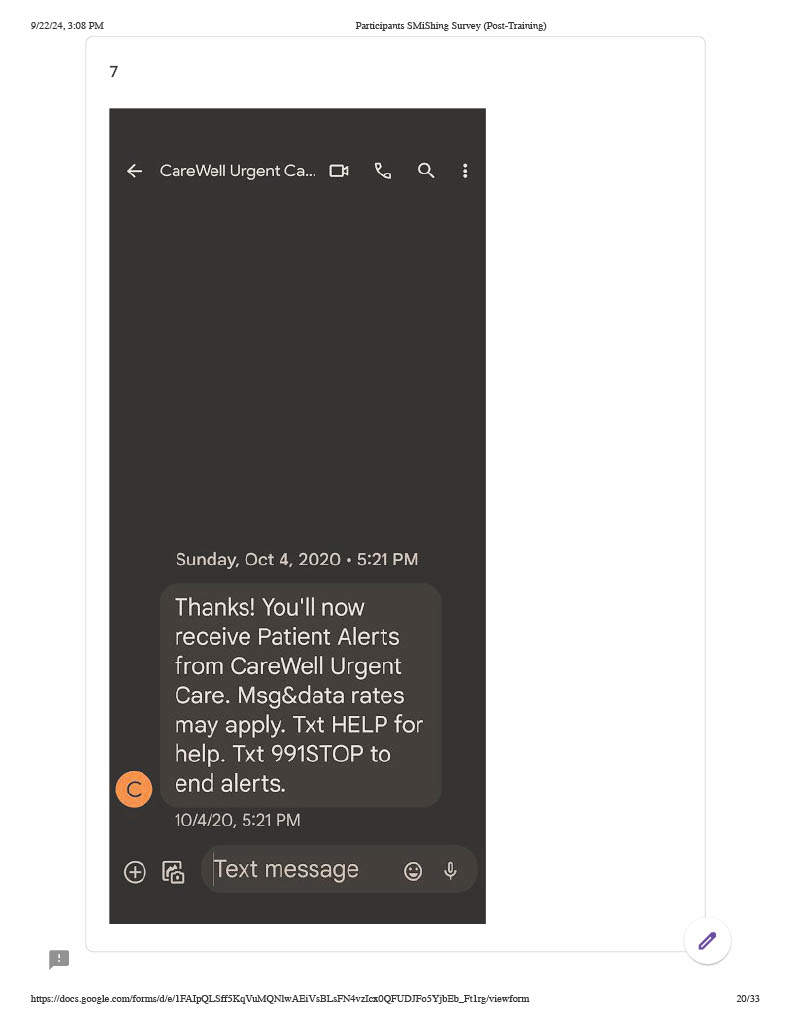 9/22/24, 3:08 PM
Participants SMiShing Survey (Post-Training)
7
CareWell Urgent Ca...
Sunday, Oct 4, 2020 • 5:21 PM
Thanks! You'll now
receive Patient Alerts
from CareWell Urgent
Care. Msg&data rates
may apply. Txt HELP for
help. Txt 991STOP to
end alerts.
C
10/4/20, 5:21 PM
Text message
https://docs.google.com/forms/d/e/1FAIpQLSff5KqVuMQNlwAEiVsBLsFN4vzIcx0QFUDJFo5YjbEb_Ft1rg/viewform
20/33